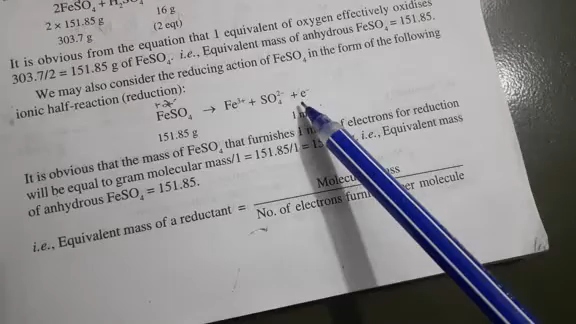 2FeSO₄ + H₂SO₄
2 × 151.85 g 16 g
303.7 g (2 eqt)
It is obvious from the equation that 1 equivalent of oxygen effectively oxidises
303.7/2 = 151.85 g of FeSO₄. i.e., Equivalent mass of anhydrous FeSO₄ = 151.85.
We may also consider the reducing action of FeSO₄ in the form of the following
ionic half-reaction (reduction):
FeSO₄ → Fe³⁺ + SO₄²⁻ + e⁻
151.85 g 1
It is obvious that the mass of FeSO₄ that furnishes 1 of electrons for reduction
will be equal to gram molecular mass/1 = 151.85/1 = i.e., Equivalent mass
of anhydrous FeSO₄ = 151.85.
i.e., Equivalent mass of a reductant =
No. of electrons per molecule